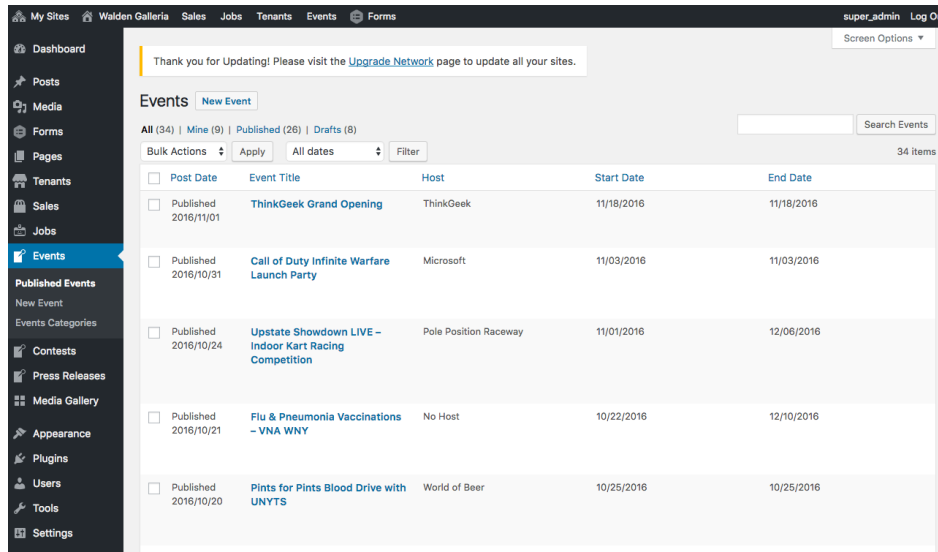 My Sites Walden Galleria Sales Jobs Tenants Events Forms super_admin Log O
Screen Options ▼
Dashboard
Posts
Media
Forms
Pages
Tenants
Sales
Jobs
Events
Published Events
New Event
Events Categories
Contests
Press Releases
Media Gallery
Appearance
Plugins
Users
Tools
Settings
Thank you for Updating! Please visit the Upgrade Network page to update all your sites.
Events New Event
All (34) | Mine (9) | Published (26) | Drafts (8)
Search Events
Bulk Actions Apply All dates Filter 34 items
Post Date Event Title Host Start Date End Date
Published ThinkGeek Grand Opening ThinkGeek 11/18/2016 11/18/2016
2016/11/01
Published Call of Duty Infinite Warfare Microsoft 11/03/2016 11/03/2016
2016/10/31 Launch Party
Published Upstate Showdown LIVE – Pole Position Raceway 11/01/2016 12/06/2016
2016/10/24 Indoor Kart Racing
Competition
Published Flu & Pneumonia Vaccinations No Host 10/22/2016 12/10/2016
2016/10/21 – VNA WNY
Published Pints for Pints Blood Drive with World of Beer 10/25/2016 10/25/2016
2016/10/20 UNYTS